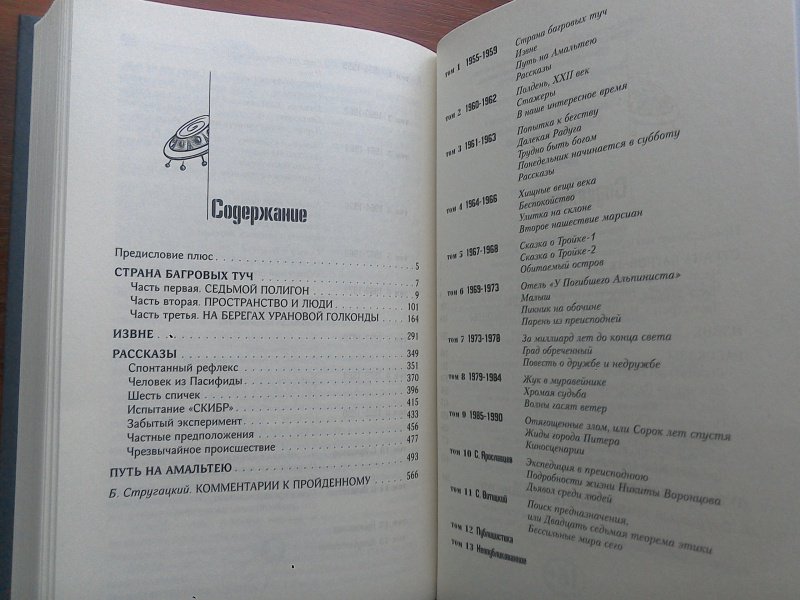 Содержание
Предисловие плюс . . . . . . . . . . . . . . . . . . . . 5
СТРАНА БАГРОВЫХ ТУЧ . . . . . . . . . . . . . . . . 7
Часть первая. СЕДЬМОЙ ПОЛИГОН . . . . . . . . . . 9
Часть вторая. ПРОСТРАНСТВО И ЛЮДИ . . . . . . . 101
Часть третья. НА БЕРЕГАХ УРАНОВОЙ ГОЛКОНДЫ . . . 164
ИЗВНЕ . . . . . . . . . . . . . . . . . . . . . . . . 291
РАССКАЗЫ . . . . . . . . . . . . . . . . . . . . . . 349
Спонтанный рефлекс . . . . . . . . . . . . . . . . . 351
Человек из Пасифиды . . . . . . . . . . . . . . . . 370
Шесть спичек . . . . . . . . . . . . . . . . . . . . 396
Испытание «СКИБР» . . . . . . . . . . . . . . . . . 415
Забытый эксперимент . . . . . . . . . . . . . . . . 433
Частные предположения . . . . . . . . . . . . . . . 456
Чрезвычайное происшествие . . . . . . . . . . . . . 477
ПУТЬ НА АМАЛЬТЕЮ . . . . . . . . . . . . . . . . . . 493
Б. Стругацкий. КОММЕНТАРИИ К ПРОЙДЕННОМУ . . . . . 566
том 1 1955-1959 Страна багровых туч
Извне
Путь на Амальтею
Рассказы
том 2 1960-1962 Полдень, XXII век
Стажеры
В наше интересное время
том 3 1961-1963 Попытка к бегству
Далекая Радуга
Трудно быть богом
Понедельник начинается в субботу
Рассказы
том 4 1964-1966 Хищные вещи века
Беспокойство
Улитка на склоне
Второе нашествие марсиан
том 5 1967-1968 Сказка о Тройке-1
Сказка о Тройке-2
Обитаемый остров
том 6 1969-1973 Отель «У Погибшего Альпиниста»
Малыш
Пикник на обочине
Парень из преисподней
том 7 1973-1978 За миллиард лет до конца света
Град обреченный
Повесть о дружбе и недружбе
том 8 1979-1984 Жук в муравейнике
Хромая судьба
Волны гасят ветер
том 9 1985-1990 Отягощенные злом, или Сорок лет спустя
Жиды города Питера
Киносценарии
том 10 С. Ярославцев Экспедиция в преисподнюю
Подробности жизни Никиты Воронцова
Дьявол среди людей
том 11 С. Витицкий Поиск предназначения,
или Двадцать седьмая теорема этики
Бессильные мира сего
том 12 Публицистика
том 13 Неопубликованное